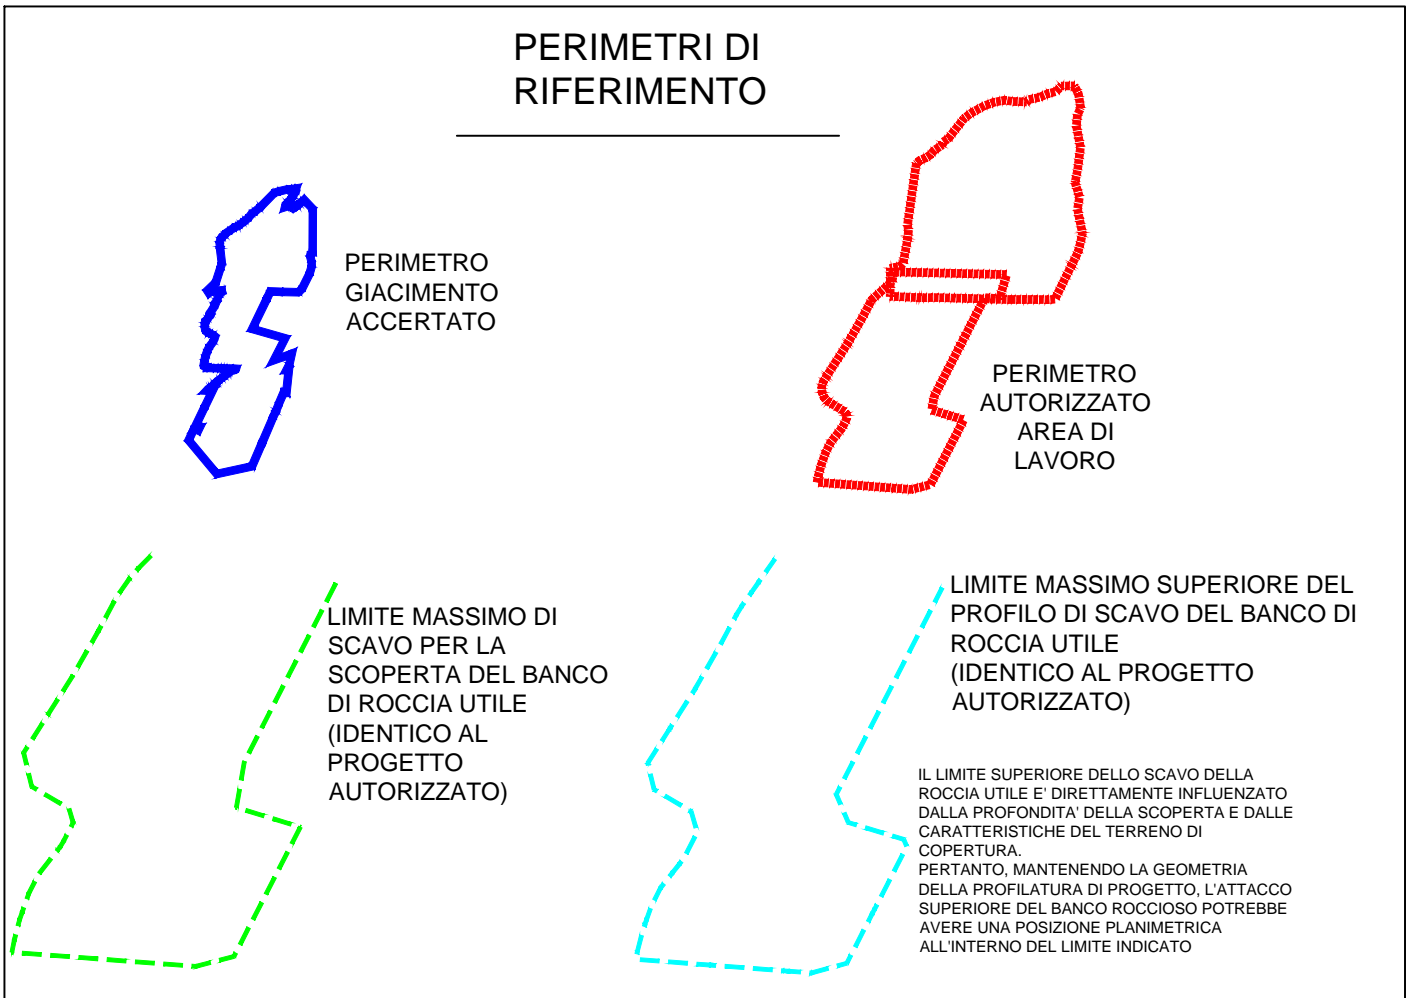 PERIMETRI DI
RIFERIMENTO
PERIMETRO
GIACIMENTO
ACCERTATO
PERIMETRO
AUTORIZZATO
AREA DI
LAVORO
LIMITE MASSIMO DI
SCAVO PER LA
SCOPERTA DEL BANCO
DI ROCCIA UTILE
(IDENTICO AL
PROGETTO
AUTORIZZATO)
LIMITE MASSIMO SUPERIORE DEL
PROFILO DI SCAVO DEL BANCO DI
ROCCIA UTILE
(IDENTICO AL PROGETTO
AUTORIZZATO)
IL LIMITE SUPERIORE DELLO SCAVO DELLA
ROCCIA UTILE E' DIRETTAMENTE INFLUENZATO
DALLA PROFONDITA' DELLA SCOPERTA E DALLE
CARATTERISTICHE DEL TERRENO DI
COPERTURA.
PERTANTO, MANTENENDO LA GEOMETRIA
DELLA PROFILATURA DI PROGETTO, L'ATTACCO
SUPERIORE DEL BANCO ROCCIOSO POTREBBE
AVERE UNA POSIZIONE PLANIMETRICA
ALL'INTERNO DEL LIMITE INDICATO